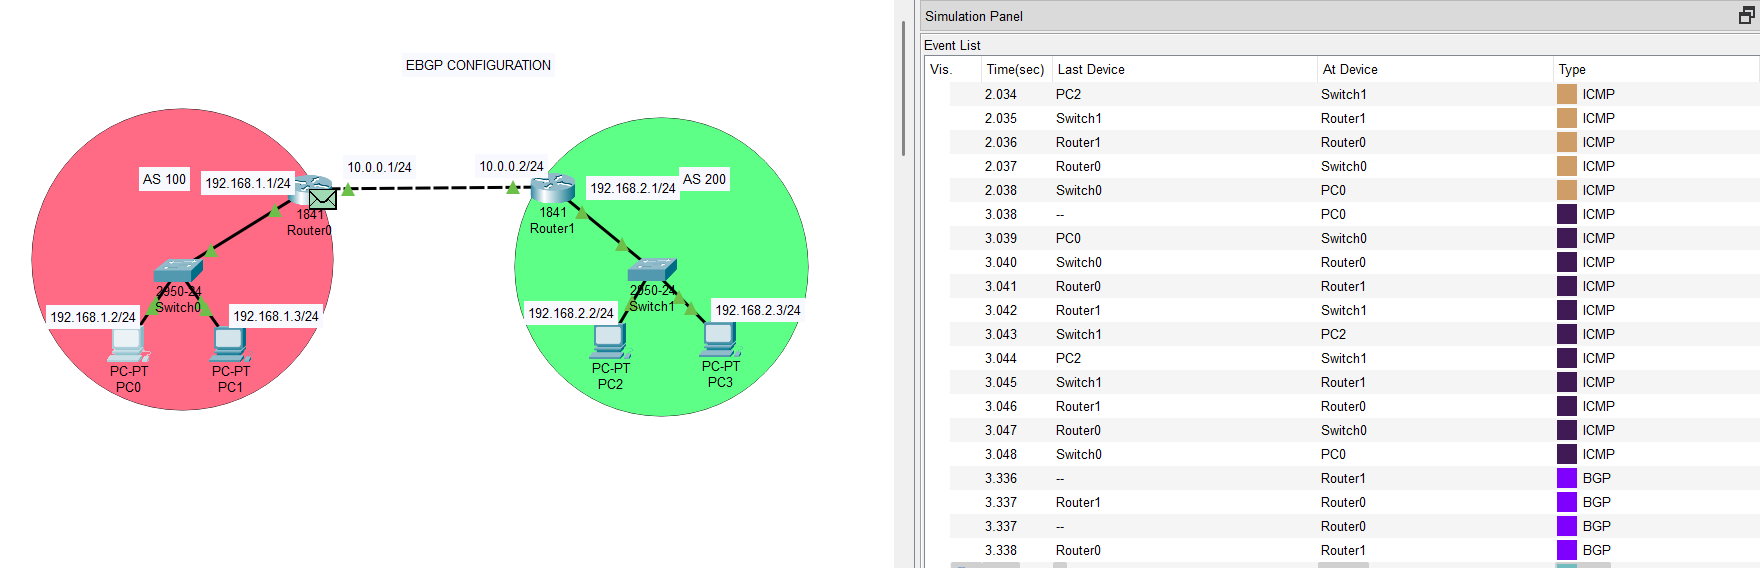 EBGP CONFIGURATION
10.0.0.1/24
10.0.0.2/24
AS 100
192.168.1.1/24
192.168.2.1/24
AS 200
1841
Router0
1841
Router1
2950-24
Switch0
2950-24
Switch1
192.168.1.2/24
192.168.1.3/24
192.168.2.2/24
192.168.2.3/24
PC-PT
PC0
PC-PT
PC1
PC-PT
PC2
PC-PT
PC3
Simulation Panel
Event List
Vis. Time(sec) Last Device At Device Type
2.034 PC2 Switch1 ICMP
2.035 Switch1 Router1 ICMP
2.036 Router1 Router0 ICMP
2.037 Router0 Switch0 ICMP
2.038 Switch0 PC0 ICMP
3.038 -- PC0 ICMP
3.039 PC0 Switch0 ICMP
3.040 Switch0 Router0 ICMP
3.041 Router0 Router1 ICMP
3.042 Router1 Switch1 ICMP
3.043 Switch1 PC2 ICMP
3.044 PC2 Switch1 ICMP
3.045 Switch1 Router1 ICMP
3.046 Router1 Router0 ICMP
3.047 Router0 Switch0 ICMP
3.048 Switch0 PC0 ICMP
3.336 -- Router1 BGP
3.337 Router1 Router0 BGP
3.337 -- Router0 BGP
3.338 Router0 Router1 BGP